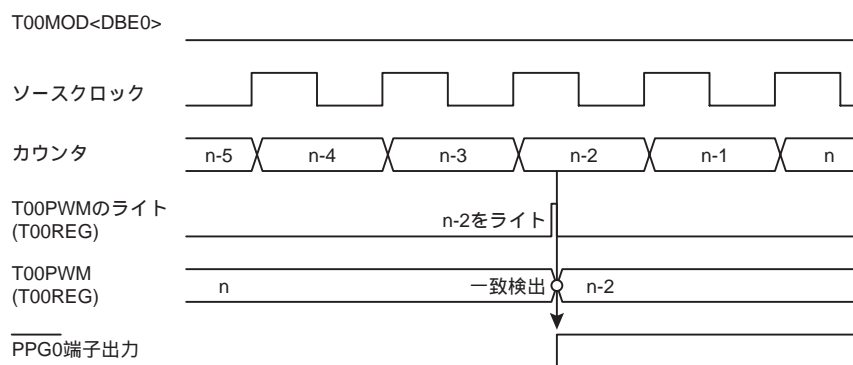 T00MOD<DBE0>
ソースクロック
カウンタ n-5 n-4 n-3 n-2 n-1 n
T00PWMのライト
(T00REG)
n-2をライト
T00PWM
(T00REG)
n 一致検出 n-2
PPG0端子出力